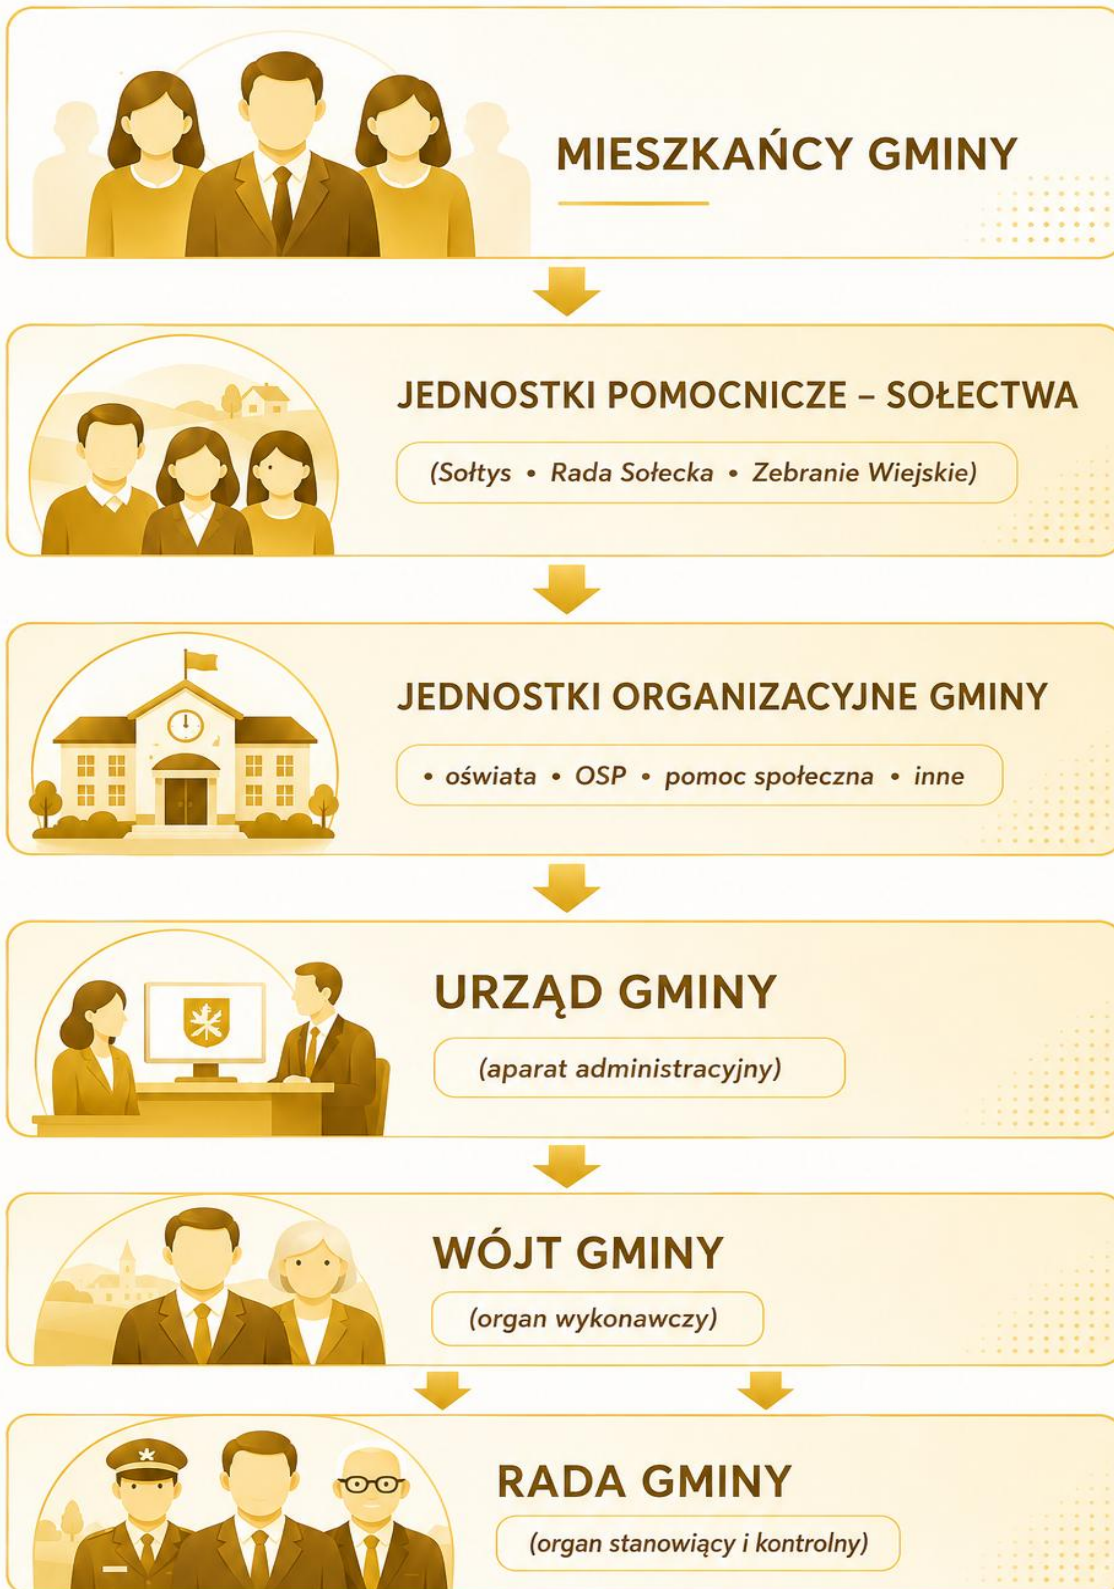 MIESZKAŃCY GMINY
JEDNOSTKI POMOCNICZE – SOŁECTWA
(Sołtys • Rada Sołecka • Zebranie Wiejskie)
JEDNOSTKI ORGANIZACYJNE GMINY
• oświata • OSP • pomoc społeczna • inne
URZĄD GMINY
(aparat administracyjny)
WÓJT GMINY
(organ wykonawczy)
RADA GMINY
(organ stanowiący i kontrolny)